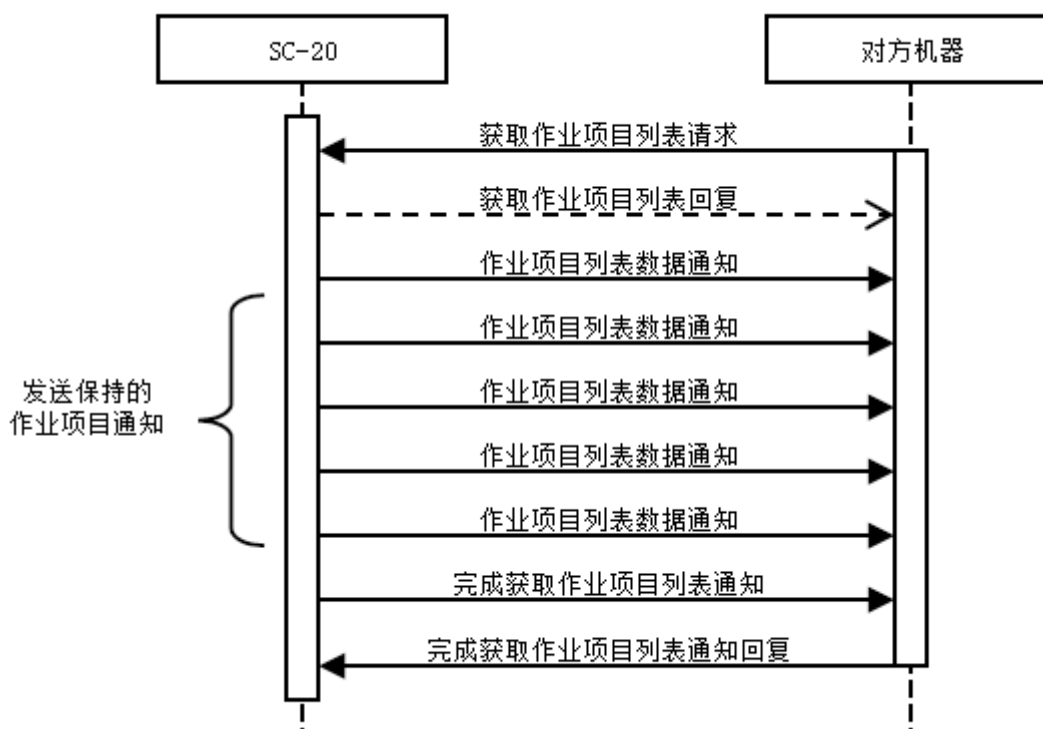 SC-20
对方机器
获取作业项目列表请求
获取作业项目列表回复
作业项目列表数据通知
作业项目列表数据通知
作业项目列表数据通知
作业项目列表数据通知
作业项目列表数据通知
发送保持的
作业项目通知
完成获取作业项目列表通知
完成获取作业项目列表通知回复